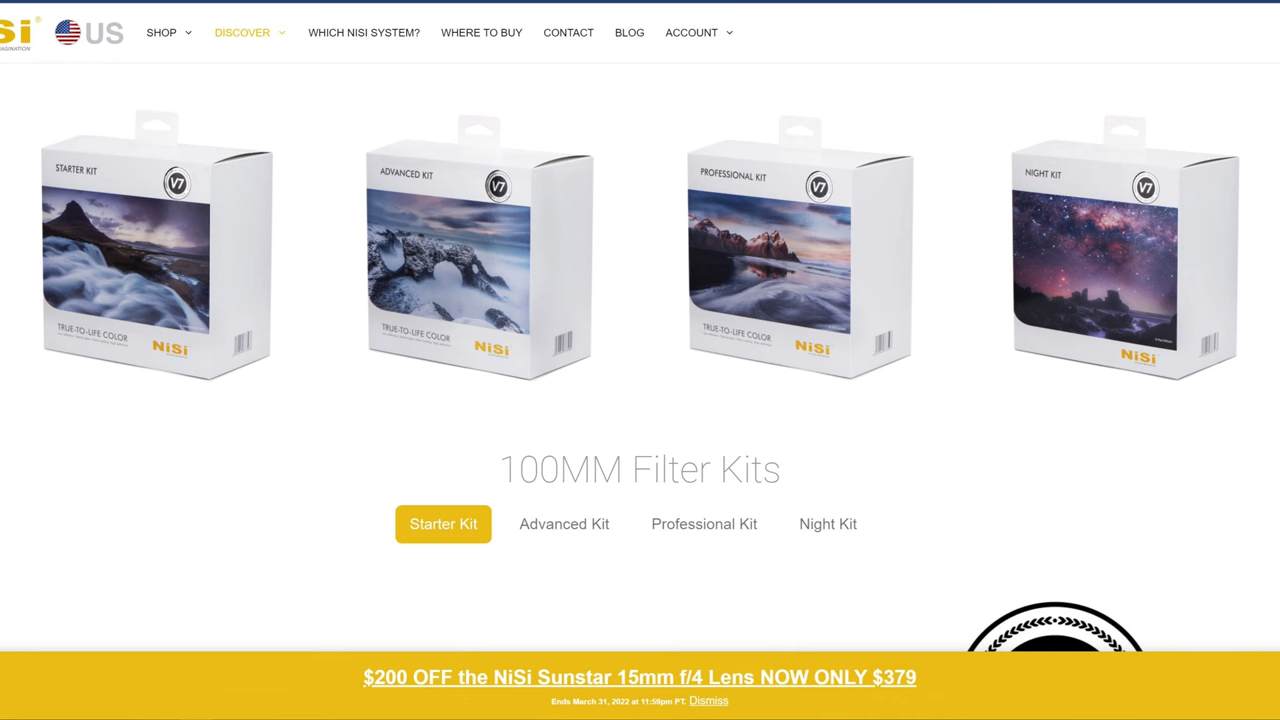 Si®
MAGINATION
US
SHOP
DISCOVER
WHICH NISI SYSTEM?
WHERE TO BUY
CONTACT
BLOG
ACCOUNT
STARTER KIT
V7
TRUE-TO-LIFE COLOR
NiSi
ADVANCED KIT
V7
TRUE-TO-LIFE COLOR
NiSi
PROFESSIONAL KIT
V7
TRUE-TO-LIFE COLOR
NiSi
NIGHT KIT
V7
NiSi
100MM Filter Kits
Starter Kit
Advanced Kit
Professional Kit
Night Kit
$200 OFF the NiSi Sunstar 15mm f/4 Lens NOW ONLY $379
Ends March 31, 2022 at 11:59pm PT. Dismiss